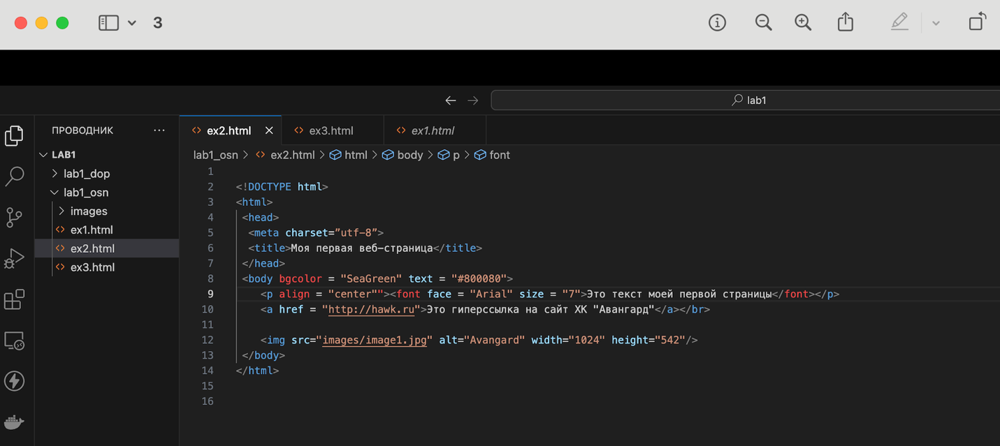 3
lab1
ПРОВОДНИК ...
ex2.html
ex3.html
ex1.html
LAB1
lab1_dop
lab1_osn
images
ex1.html
ex2.html
ex3.html
lab1_osn > ex2.html > html > body > p > font
1
2 <!DOCTYPE html>
3 <html>
4 <head>
5 <meta charset=”utf-8”>
6 <title>Моя первая веб-страница</title>
7 </head>
8 <body bgcolor = "SeaGreen" text = "#800080">
9 <p align = "center""><font face = "Arial" size = "7">Это текст моей первой страницы</font></p>
10 <a href = "http://hawk.ru">Это гиперссылка на сайт ХК "Авангард"</a></br>
11
12 <img src="images/image1.jpg" alt="Avangard" width="1024" height="542"/>
13 </body>
14 </html>
15
16